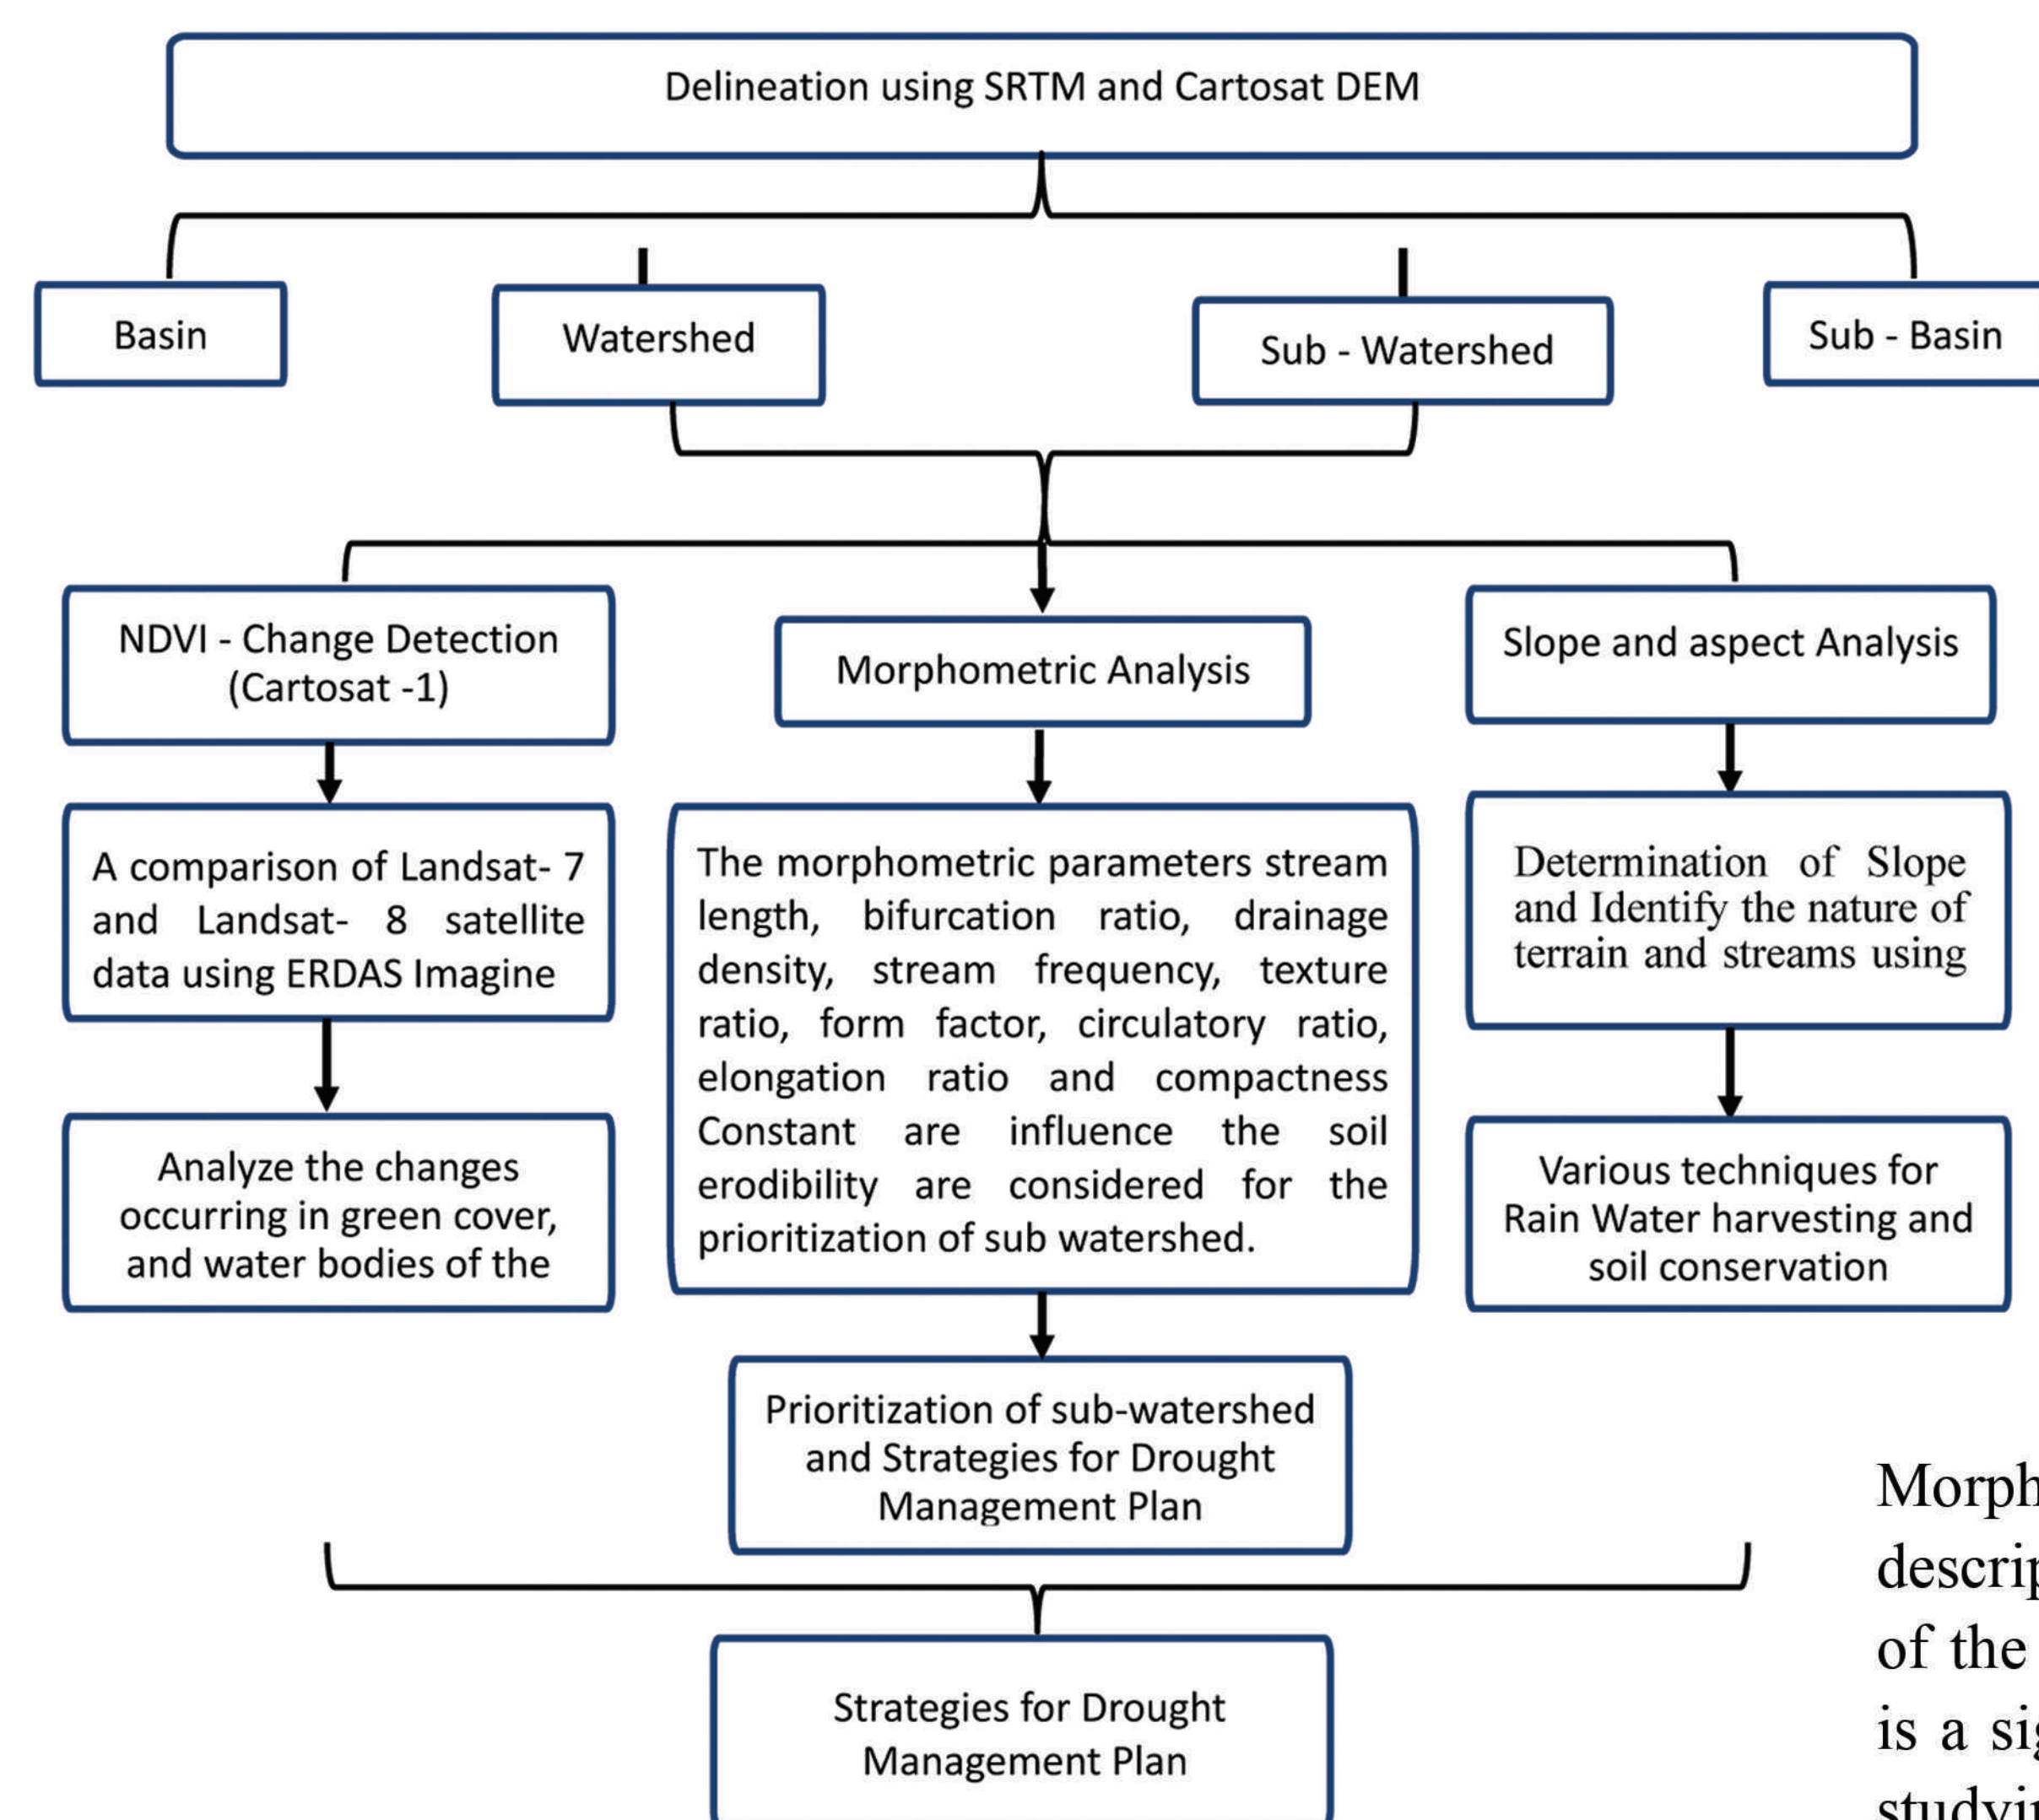 Delineation using SRTM and Cartosat DEM
Basin
Watershed
Sub - Watershed
Sub - Basin
NDVI - Change Detection
(Cartosat -1)
Morphometric Analysis
Slope and aspect Analysis
A comparison of Landsat- 7
and Landsat- 8 satellite
data using ERDAS Imagine
The morphometric parameters stream
length, bifurcation ratio, drainage
density, stream frequency, texture
ratio, form factor, circulatory ratio,
elongation ratio and compactness
Constant are influence the soil
erodibility are considered for the
prioritization of sub watershed.
Determination of Slope
and Identify the nature of
terrain and streams using
Analyze the changes
occurring in green cover,
and water bodies of the
Various techniques for
Rain Water harvesting and
soil conservation
Prioritization of sub-watershed
and Strategies for Drought
Management Plan
Strategies for Drought
Management Plan
of the
is a